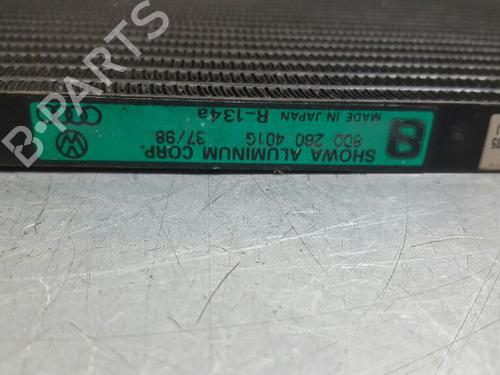 SHOWA ALUMINUM CORP.
8D0 260 401G 37/98
MADE IN JAPAN R-134a
B-Parts